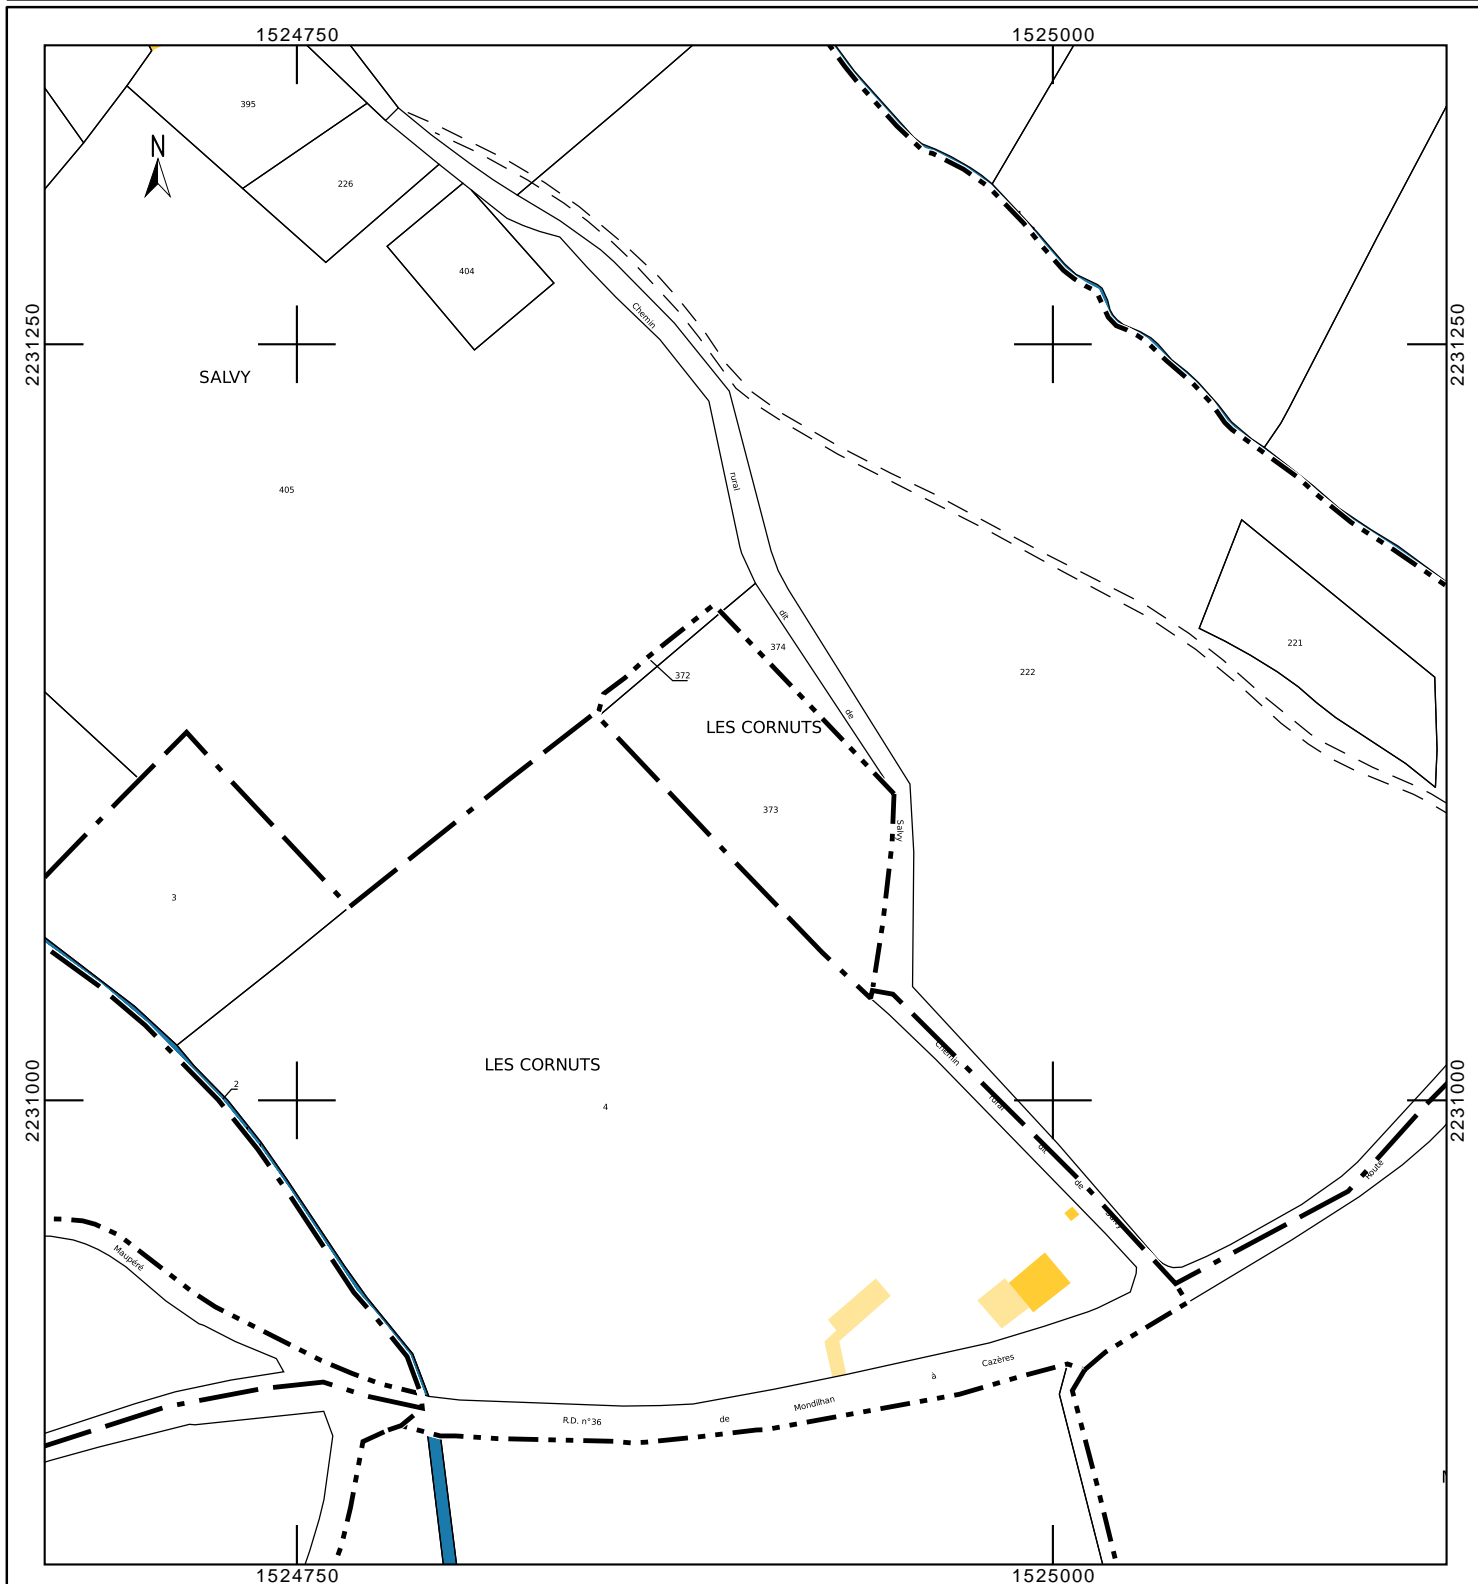 1524750
1525000
395
N
226
404
Chemin
2231250
2231250
SALVY
rural
405
dit
374
221
372
222
de
LES CORNUTS
373
Salvy
3
LES CORNUTS
Chemin
2231000
2231000
2
rural
4
dit
de
Salvy
Route
Maupéré
Cazères
à
Mondilhan
de
R.D. n°36
1524750
1525000